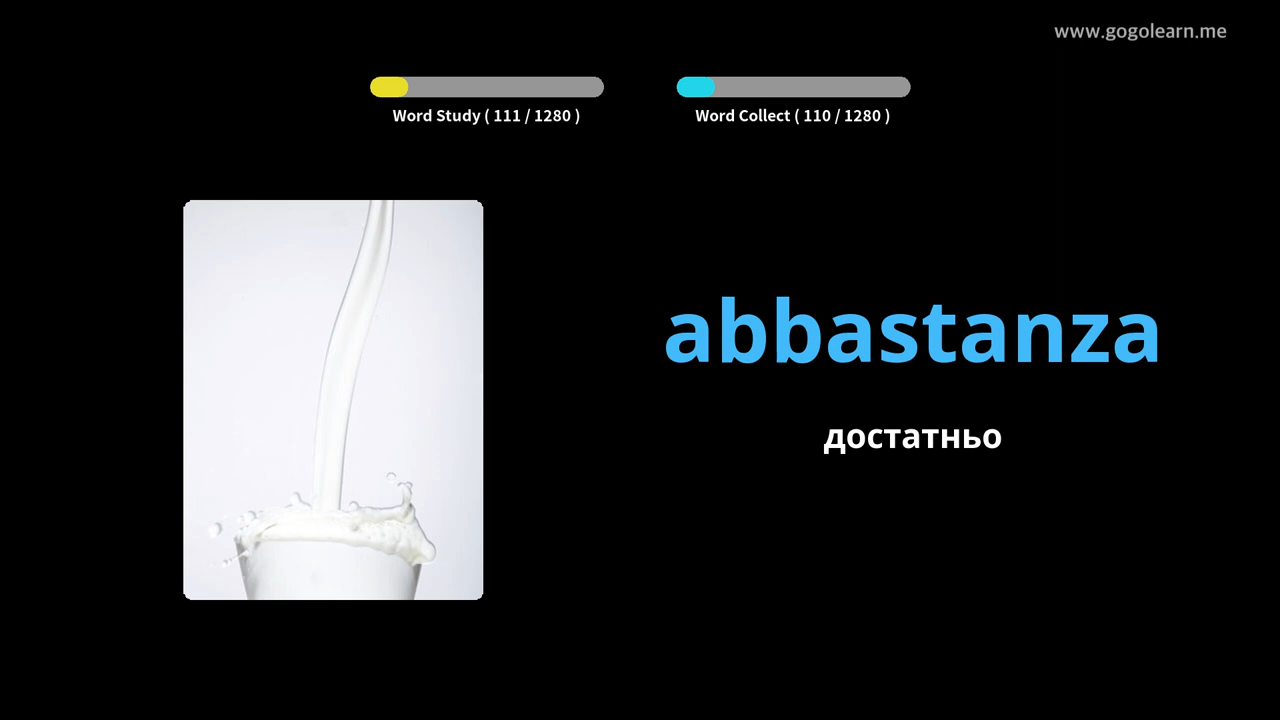 www.gogolearn.me
Word Study ( 111 / 1280 )
Word Collect ( 110 / 1280 )
abbastanza
достатньо